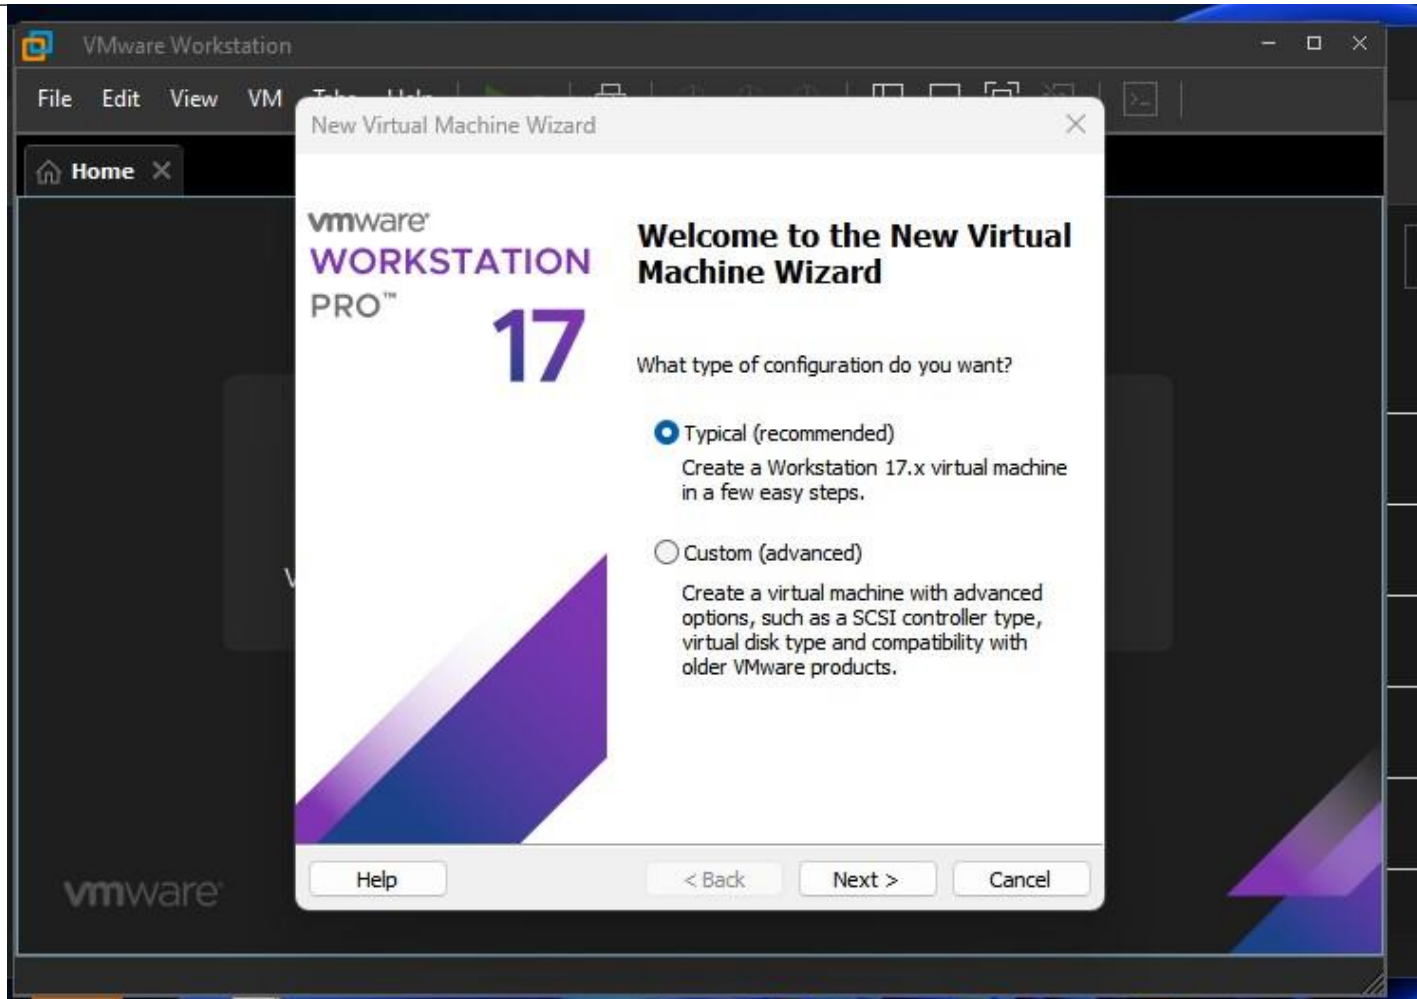 VMware Workstation
File Edit View VM Tabs Help
New Virtual Machine Wizard
Home
vmware
WORKSTATION
PRO™
17
Welcome to the New Virtual
Machine Wizard
What type of configuration do you want?
Typical (recommended)
Create a Workstation 17.x virtual machine
in a few easy steps.
Custom (advanced)
Create a virtual machine with advanced
options, such as a SCSI controller type,
virtual disk type and compatibility with
older VMware products.
Help < Back Next > Cancel
vmware